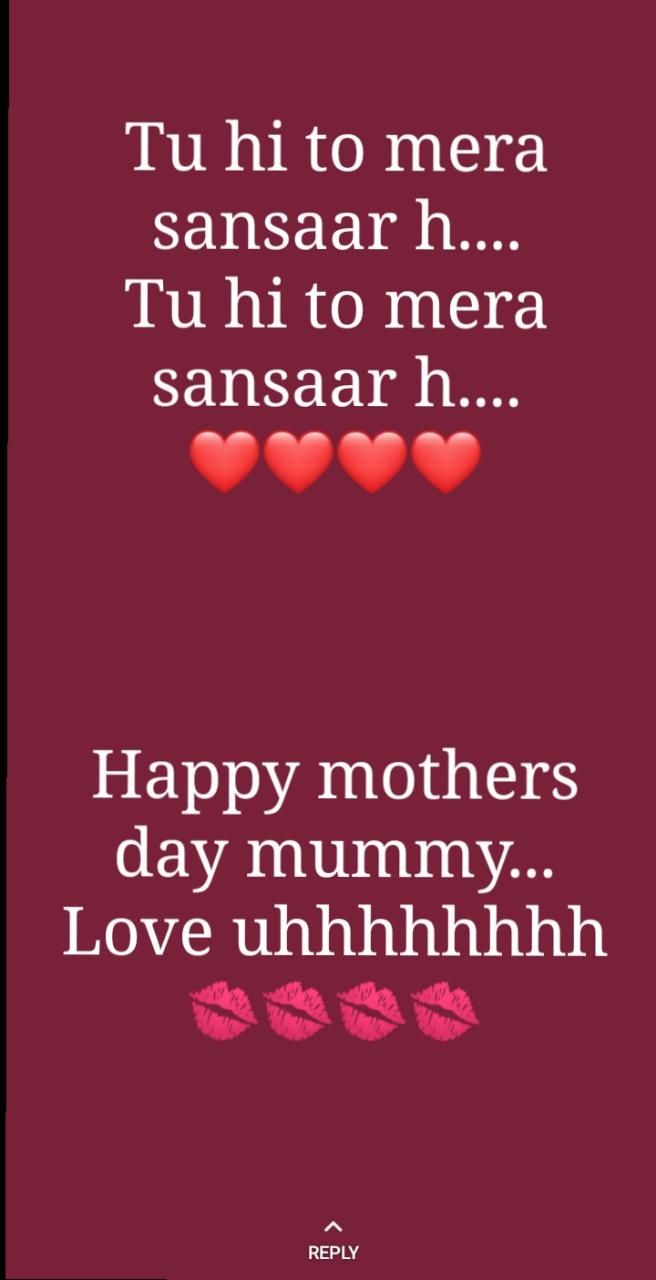 Tu hi to mera
sansaar h....
Tu hi to mera
sansaar h....
❤️❤️❤️❤️
Happy mothers
day mummy...
Love uhhhhhhhh
💋💋💋💋
REPLY